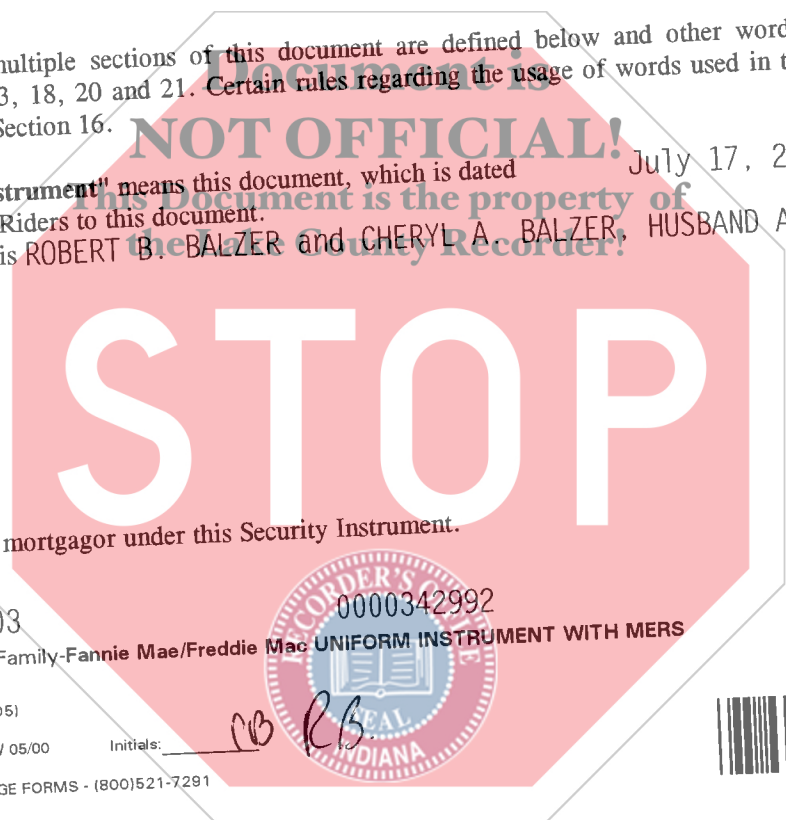 multiple sections of this document are defined below and other word
3, 18, 20 and 21. Certain rules regarding the usage of words used in t
Section 16.
Document is
NOT OFFICIAL!
This Document is the property of
the Lake County Recorder!
strument" means this document, which is dated July 17, 2
Riders to this document.
is ROBERT B. BALZER and CHERYL A. BALZER, HUSBAND A
STOP
mortgagor under this Security Instrument.
03
0000342992
Family-Fannie Mae/Freddie Mac UNIFORM INSTRUMENT WITH MERS
05)
/ 05/00
Initials: CB RB.
GE FORMS - (800)521-7291
RECORDER'S OFFICE
SEAL
INDIANA